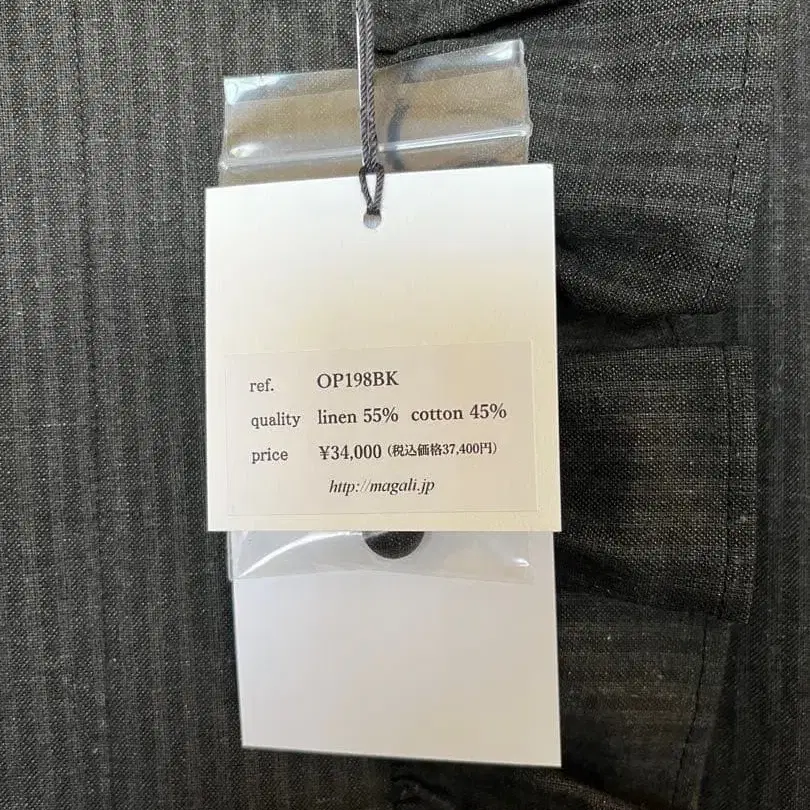 ref. OP198BK
quality linen 55% cotton 45%
price ¥34,000 (税込価格37,400円)
http://magali.jp